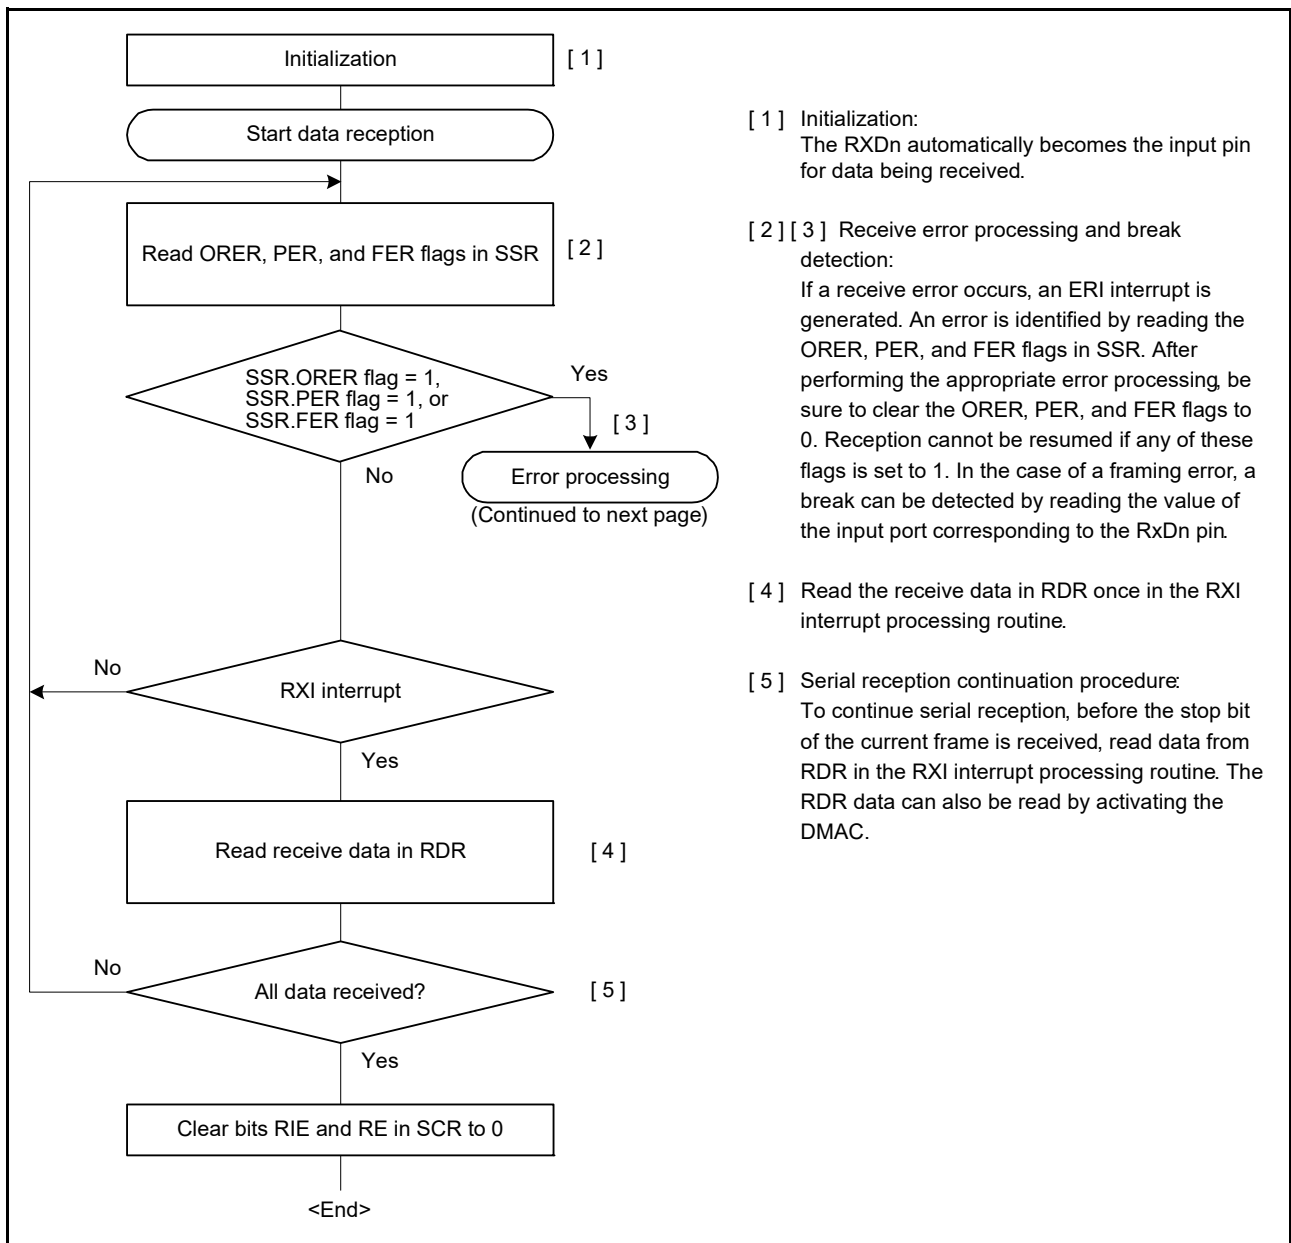 Initialization
[ 1 ]
Start data reception
Read ORER, PER, and FER flags in SSR
[ 2 ]
SSR.ORER flag = 1,
SSR.PER flag = 1, or
SSR.FER flag = 1
Yes
[ 3 ]
No
Error processing
(Continued to next page)
No
RXI interrupt
Yes
Read receive data in RDR
[ 4 ]
No
All data received?
[ 5 ]
Yes
Clear bits RIE and RE in SCR to 0
<End>
[ 1 ] Initialization:
The RXDn automatically becomes the input pin
for data being received.
[ 2 ] [ 3 ] Receive error processing and break
detection:
If a receive error occurs, an ERI interrupt is
generated. An error is identified by reading the
ORER, PER, and FER flags in SSR. After
performing the appropriate error processing, be
sure to clear the ORER, PER, and FER flags to
0. Reception cannot be resumed if any of these
flags is set to 1. In the case of a framing error, a
break can be detected by reading the value of
the input port corresponding to the RxDn pin.
[ 4 ] Read the receive data in RDR once in the RXI
interrupt processing routine.
[ 5 ] Serial reception continuation procedure:
To continue serial reception, before the stop bit
of the current frame is received, read data from
RDR in the RXI interrupt processing routine. The
RDR data can also be read by activating the
DMAC.